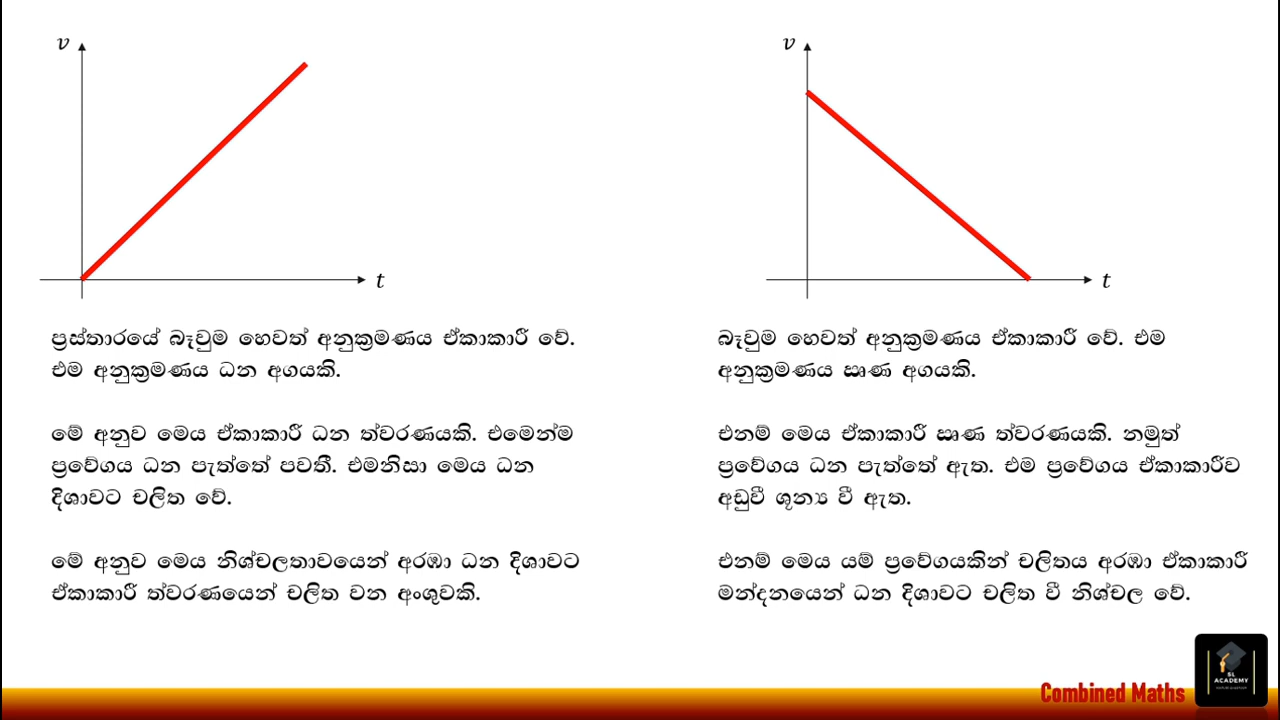 v
t
ප්‍රස්තාරයේ බෑවුම හෙවත් අනුක්‍රමණය ඒකාකාරී වේ.
එම අනුක්‍රමණය ධන අගයකි.
මේ අනුව මෙය ඒකාකාරී ධන ත්වරණයකි. එමෙන්ම
ප්‍රවේගය ධන පැත්තේ පවතී. එමනිසා මෙය ධන
දිශාවට චලිත වේ.
මේ අනුව මෙය නිශ්චලතාවයෙන් අරඹා ධන දිශාවට
ඒකාකාරී ත්වරණයෙන් චලිත වන අංශුවකි.
v
t
බෑවුම හෙවත් අනුක්‍රමණය ඒකාකාරී වේ. එම
අනුක්‍රමණය ඍණ අගයකි.
එනම් මෙය ඒකාකාරී ඍණ ත්වරණයකි. නමුත්
ප්‍රවේගය ධන පැත්තේ ඇත. එම ප්‍රවේගය ඒකාකාරීව
අඩුවී ශූන්‍ය වී ඇත.
එනම් මෙය යම් ප්‍රවේගයකින් චලිතය අරඹා ඒකාකාරී
මන්දනයෙන් ධන දිශාවට චලිත වී නිශ්චල වේ.
Combined Maths
SL
ACADEMY